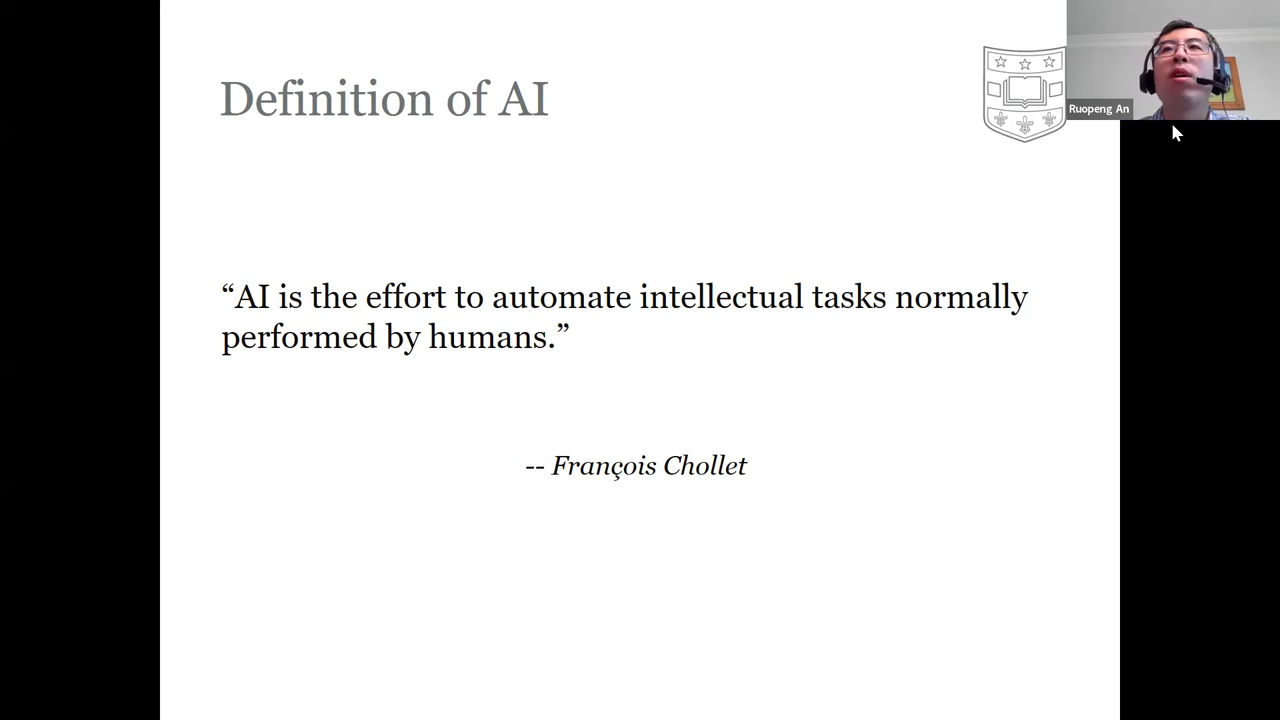 Definition of AI
Ruopeng An
“AI is the effort to automate intellectual tasks normally
performed by humans.”
-- François Chollet